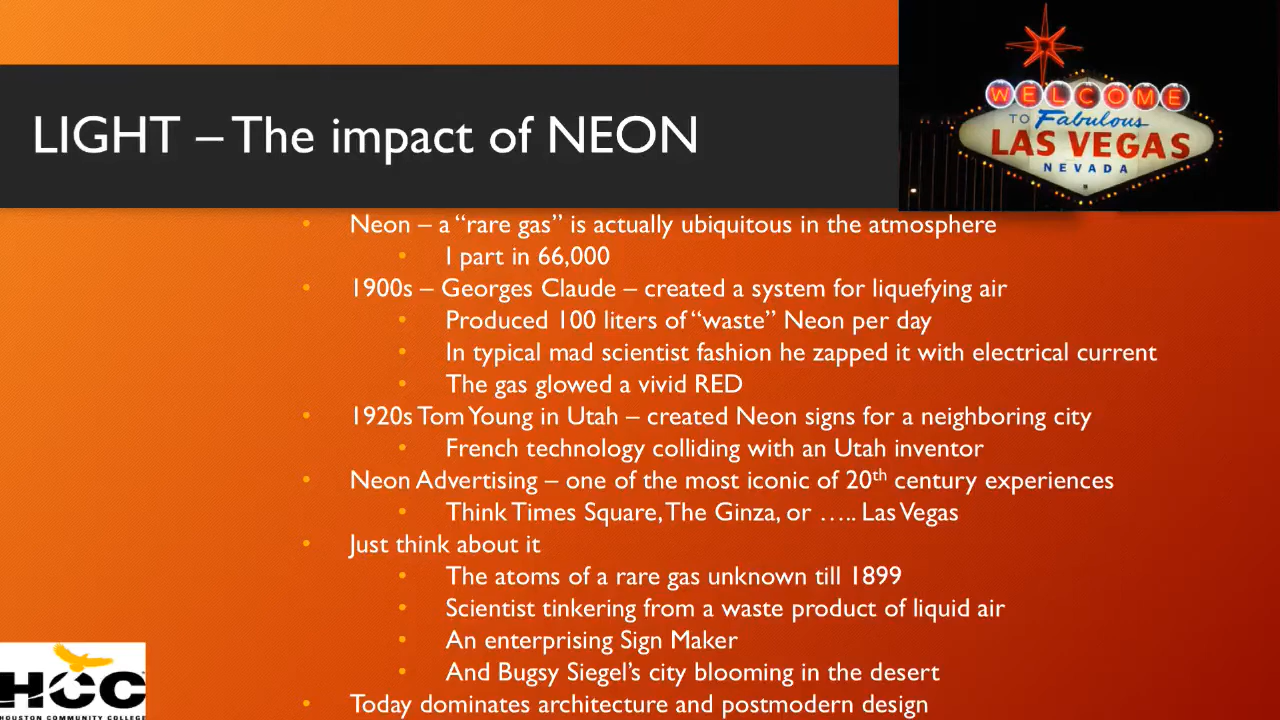 LIGHT – The impact of NEON
WELCOME
TO Fabulous
LAS VEGAS
NEVADA
• Neon – a “rare gas” is actually ubiquitous in the atmosphere
• 1 part in 66,000
• 1900s – Georges Claude – created a system for liquefying air
• Produced 100 liters of “waste” Neon per day
• In typical mad scientist fashion he zapped it with electrical current
• The gas glowed a vivid RED
• 1920s Tom Young in Utah – created Neon signs for a neighboring city
• French technology colliding with an Utah inventor
• Neon Advertising – one of the most iconic of 20th century experiences
• Think Times Square, The Ginza, or ….. Las Vegas
• Just think about it
• The atoms of a rare gas unknown till 1899
• Scientist tinkering from a waste product of liquid air
• An enterprising Sign Maker
• And Bugsy Siegel’s city blooming in the desert
• Today dominates architecture and postmodern design
HCC
HOUSTON COMMUNITY COLLEGE